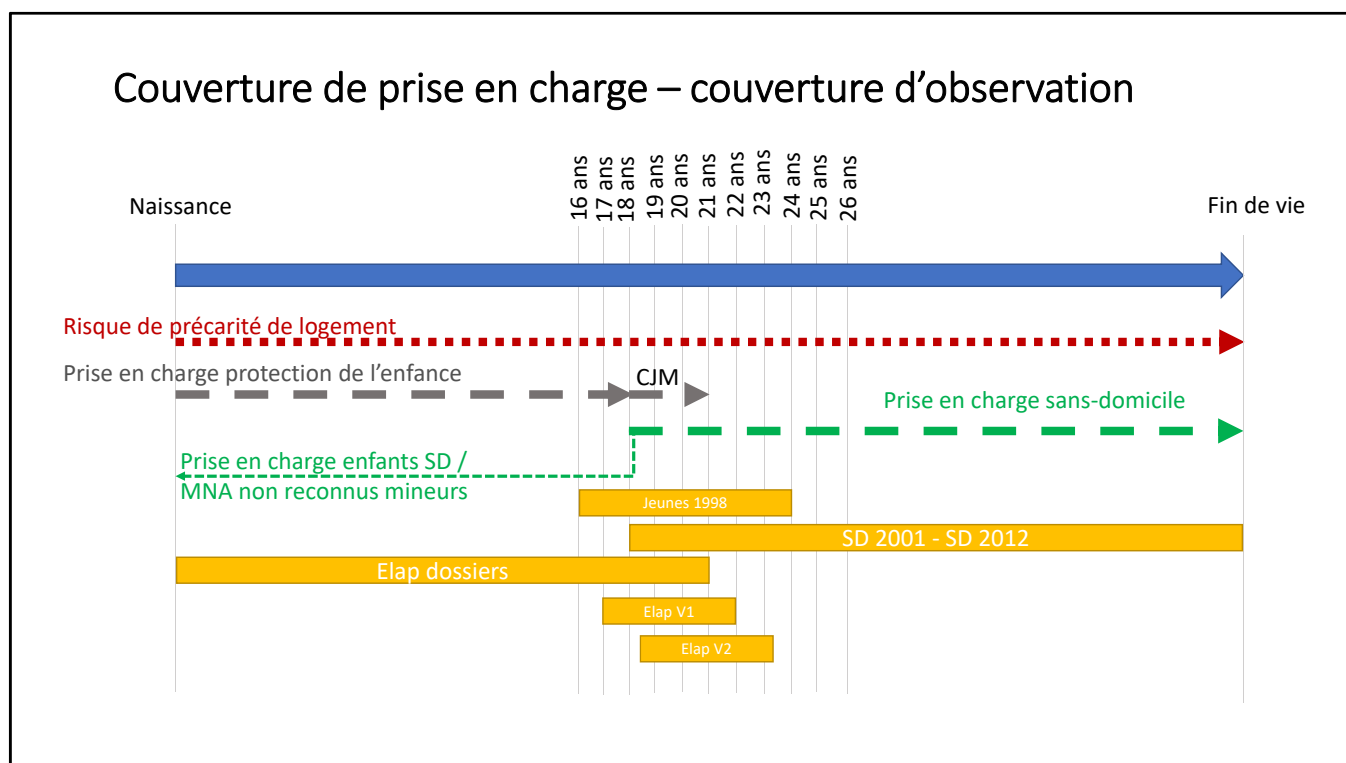 Couverture de prise en charge – couverture d’observation
Naissance
16 ans
17 ans
18 ans
19 ans
20 ans
21 ans
22 ans
23 ans
24 ans
25 ans
26 ans
Fin de vie
Risque de précarité de logement
Prise en charge protection de l’enfance
CJM
Prise en charge sans-domicile
Prise en charge enfants SD /
MNA non reconnus mineurs
Jeunes 1998
SD 2001 - SD 2012
Elap dossiers
Elap V1
Elap V2